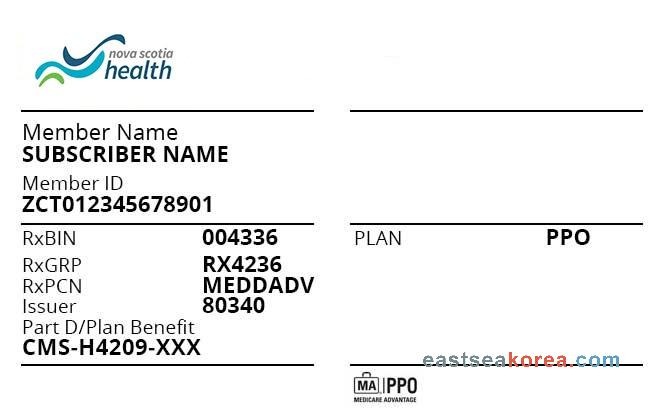 nova scotia
health
Member Name
SUBSCRIBER NAME
Member ID
ZCT012345678901
RxBIN 004336
RxGRP RX4236
RxPCN MEDDADV
Issuer 80340
Part D/Plan Benefit
CMS-H4209-XXX
PLAN PPO
eastseakorea.com
MA PPO
MEDICARE ADVANTAGE